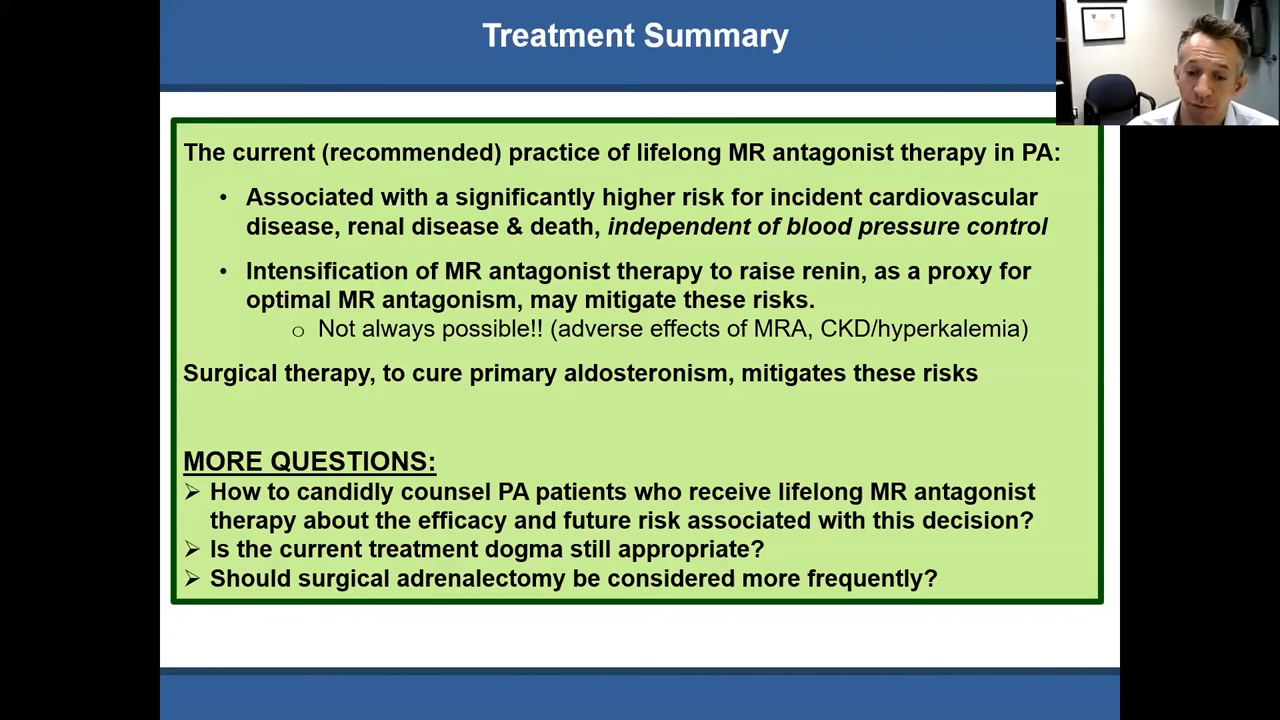 Treatment Summary
The current (recommended) practice of lifelong MR antagonist therapy in PA:
• Associated with a significantly higher risk for incident cardiovascular
disease, renal disease & death, independent of blood pressure control
• Intensification of MR antagonist therapy to raise renin, as a proxy for
optimal MR antagonism, may mitigate these risks.
o Not always possible!! (adverse effects of MRA, CKD/hyperkalemia)
Surgical therapy, to cure primary aldosteronism, mitigates these risks
MORE QUESTIONS:
➢ How to candidly counsel PA patients who receive lifelong MR antagonist
therapy about the efficacy and future risk associated with this decision?
➢ Is the current treatment dogma still appropriate?
➢ Should surgical adrenalectomy be considered more frequently?